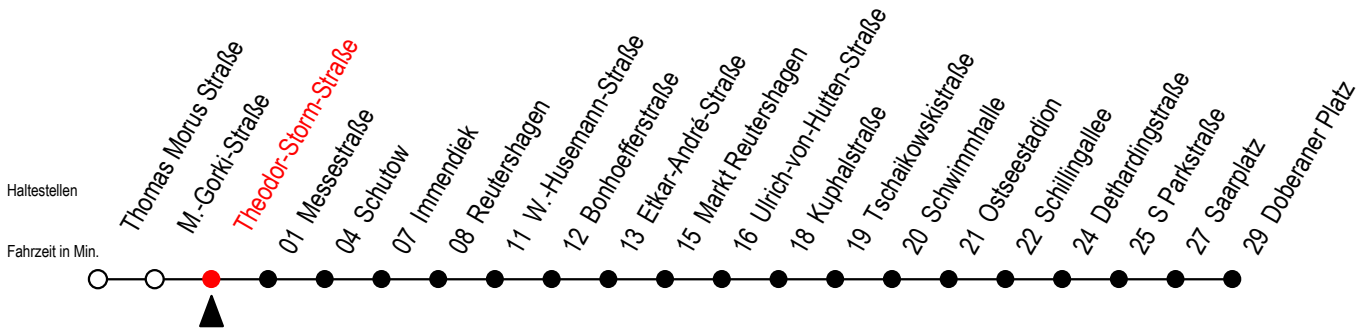 Haltestellen
Fahrzeit in Min.
Thomas Morus Straße
M.-Gorki-Straße
Theodor-Storm-Straße
01 Messestraße
04 Schutow
07 Immendiek
08 Reutershagen
11 W.-Husemann-Straße
12 Bonhoefferstraße
13 Etkar-André-Straße
15 Markt Reutershagen
16 Ulrich-von-Hutten-Straße
18 Kuphalstraße
19 Tschaikowskistraße
20 Schwimmhalle
21 Ostseestadion
22 Schillingallee
24 Dethardingstraße
25 S Parkstraße
27 Saarplatz
29 Doberaner Platz